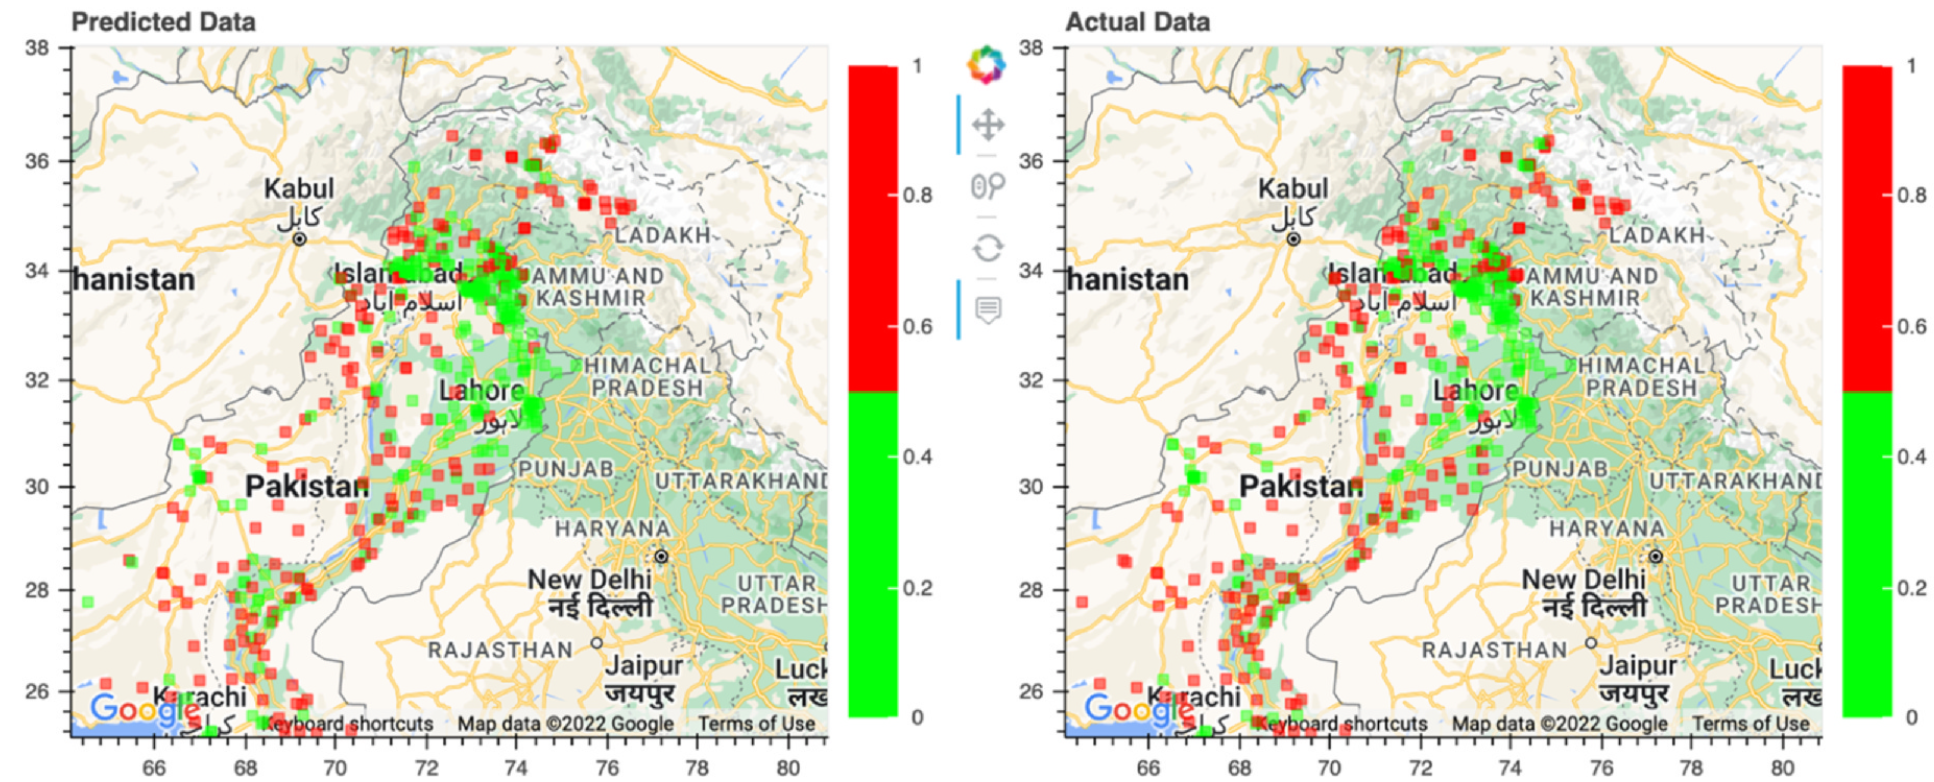 Predicted Data
38
36
34
32
30
28
26
66
68
70
72
74
76
78
80
Kabul
كابل
hanistan
Islamabad
اسلام آباد
LADAKH
AMMU AND
KASHMIR
HIMACHAL
PRADESH
Lahore
لاہور
PUNJAB
UTTARAKHAND
Pakistan
HARYANA
New Delhi
नई दिल्ली
UTTAR
PRADESH
RAJASTHAN
Jaipur
जयपुर
Luck
लख
Karachi
Google
Keyboard shortcuts
Map data ©2022 Google
Terms of Use
1
0.8
0.6
0.4
0.2
0
Actual Data
38
36
34
32
30
28
26
66
68
70
72
74
76
78
80
Kabul
كابل
hanistan
Islamabad
اسلام آباد
LADAKH
AMMU AND
KASHMIR
HIMACHAL
PRADESH
Lahore
لاہور
PUNJAB
UTTARAKHAND
Pakistan
HARYANA
New Delhi
नई दिल्ली
UTTAR
PRADESH
RAJASTHAN
Jaipur
जयपुर
Luck
लख
Karachi
Google
Keyboard shortcuts
Map data ©2022 Google
Terms of Use
1
0.8
0.6
0.4
0.2
0